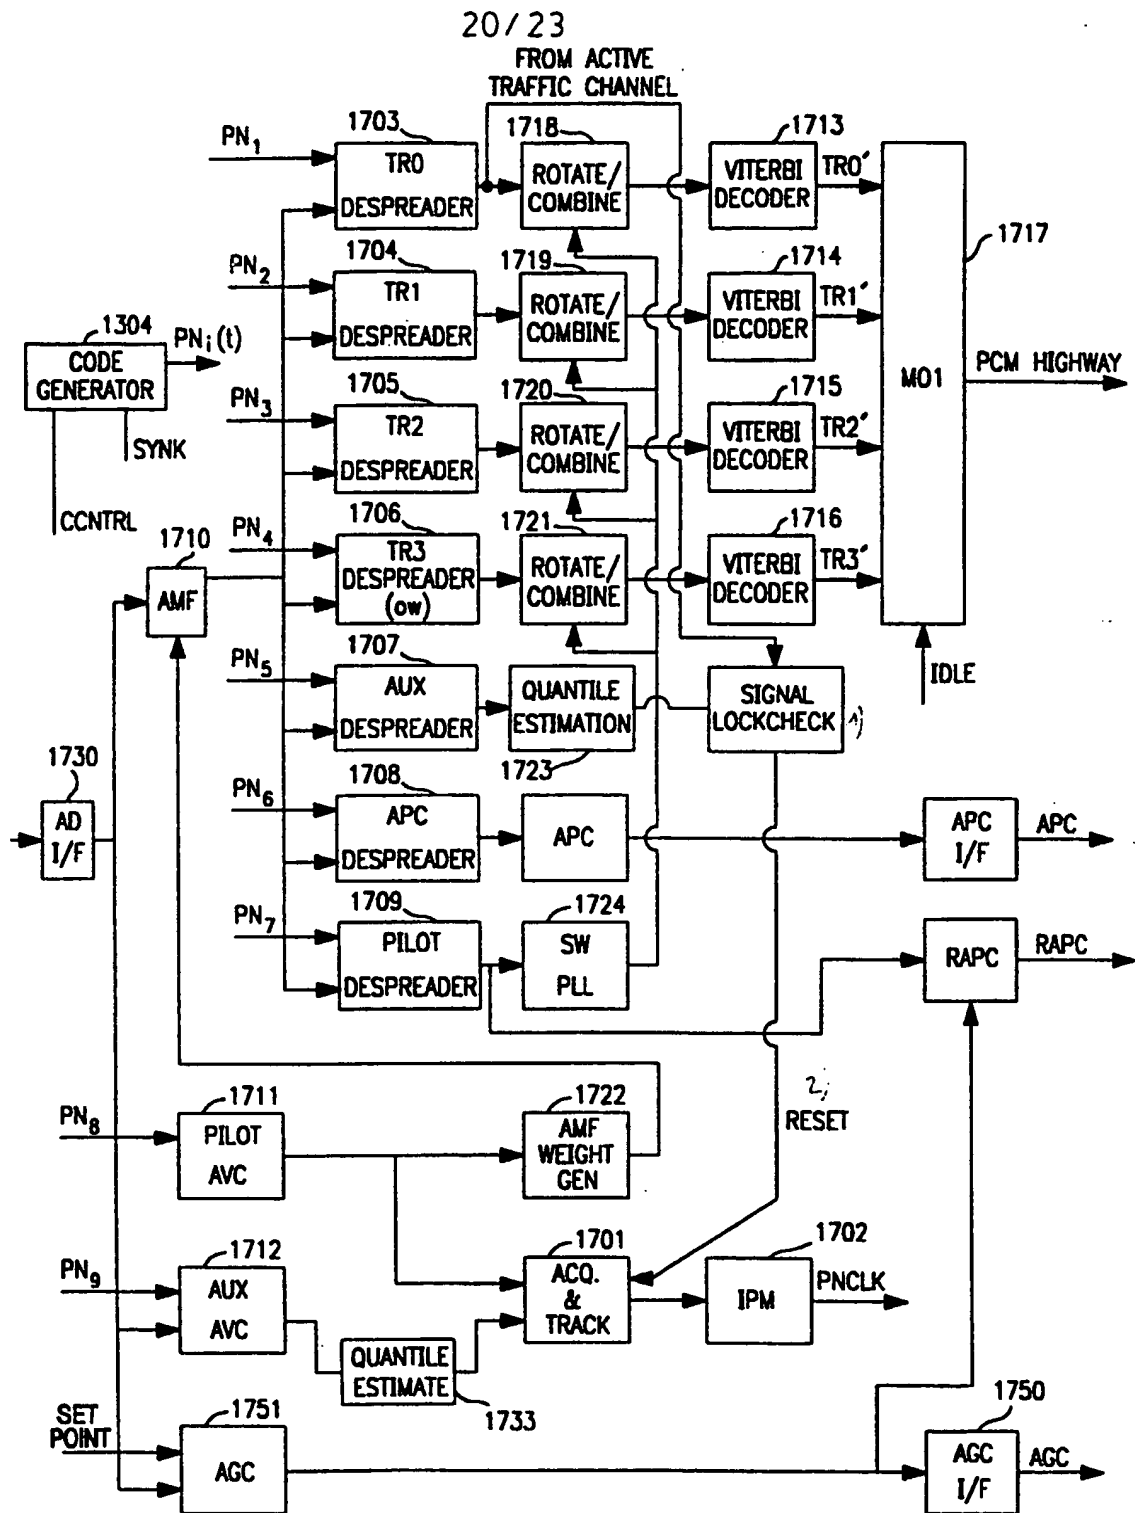 20/23
FROM ACTIVE
TRAFFIC CHANNEL
PN1
1703
TR0
DESPREADER
1718
ROTATE/
COMBINE
1713
VITERBI
DECODER
TR0'
1717
MO1
PCM HIGHWAY
IDLE
PN2
1704
TR1
DESPREADER
1719
ROTATE/
COMBINE
1714
VITERBI
DECODER
TR1'
1304
CODE
GENERATOR
PNi(t)
SYNK
CCNTRL
PN3
1705
TR2
DESPREADER
1720
ROTATE/
COMBINE
1715
VITERBI
DECODER
TR2'
1710
AMF
PN4
1706
TR3
DESPREADER
(OW)
1721
ROTATE/
COMBINE
1716
VITERBI
DECODER
TR3'
PN5
1707
AUX
DESPREADER
QUANTILE
ESTIMATION
1723
SIGNAL
LOCKCHECK
1)
1730
AD
I/F
PN6
1708
APC
DESPREADER
APC
APC
I/F
APC
PN7
1709
PILOT
DESPREADER
1724
SW
PLL
RAPC
RAPC
PN8
1711
PILOT
AVC
1722
AMF
WEIGHT
GEN
2)
RESET
PN9
1712
AUX
AVC
QUANTILE
ESTIMATE
1733
1701
ACQ.
&
TRACK
1702
IPM
PNCLK
SET
POINT
1751
AGC
1750
AGC
I/F
AGC